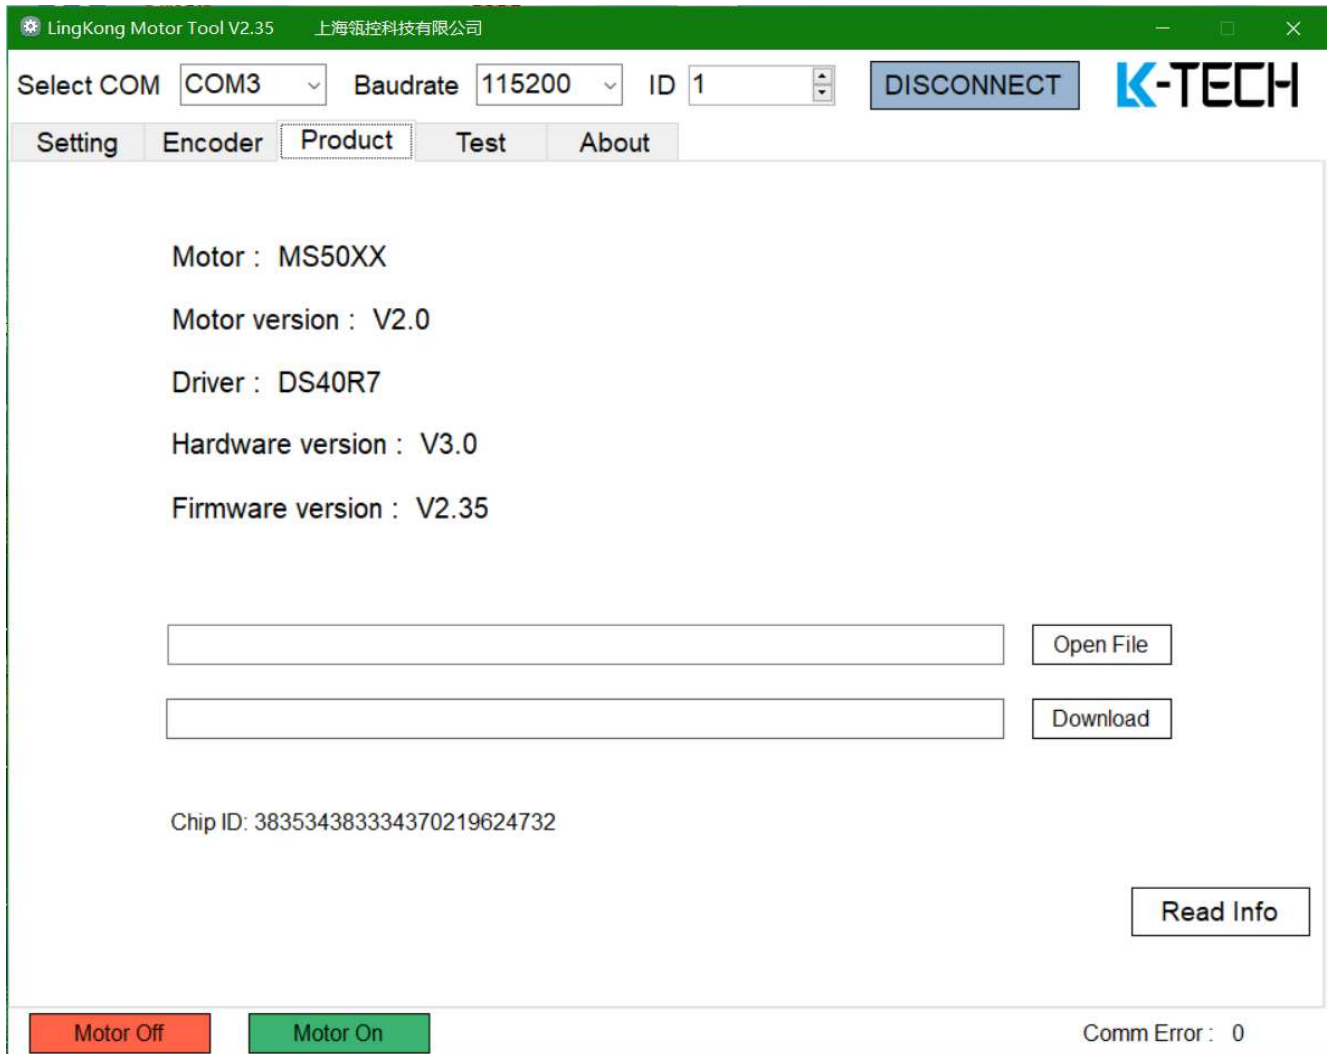 LingKong Motor Tool V2.35 上海瓴控科技有限公司
Select COM COM3 Baudrate 115200 ID 1 DISCONNECT K-TECH
Setting Encoder Product Test About
Motor : MS50XX
Motor version : V2.0
Driver : DS40R7
Hardware version : V3.0
Firmware version : V2.35
Open File
Download
Chip ID: 383534383334370219624732
Read Info
Motor Off Motor On Comm Error : 0